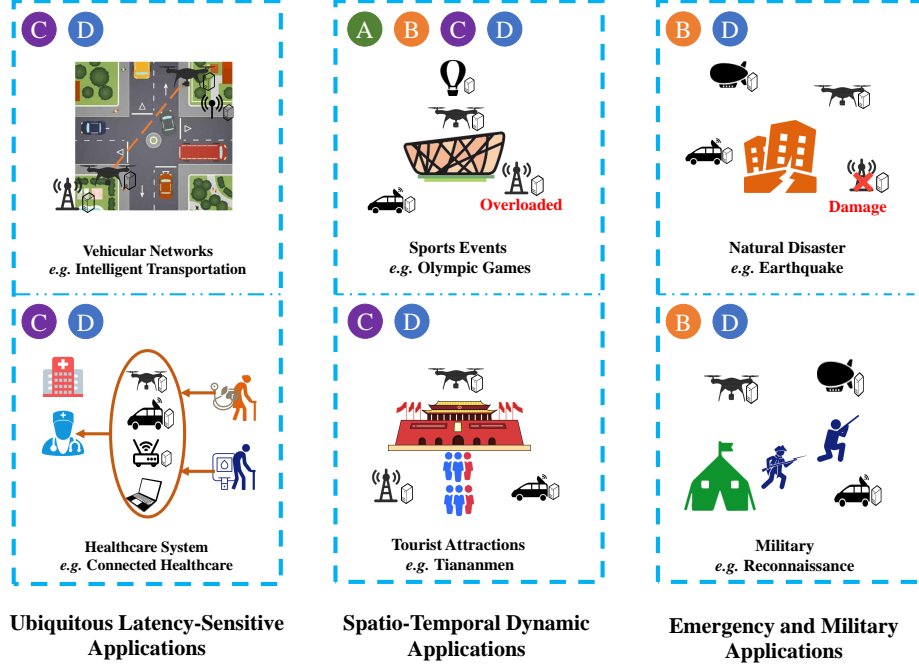 C D
A B C D
B D
Overloaded
Damage
Vehicular Networks
e.g. Intelligent Transportation
Sports Events
e.g. Olympic Games
Natural Disaster
e.g. Earthquake
C D
C D
B D
Healthcare System
e.g. Connected Healthcare
Tourist Attractions
e.g. Tiananmen
Military
e.g. Reconnaissance
Ubiquitous Latency-Sensitive
Applications
Spatio-Temporal Dynamic
Applications
Emergency and Military
Applications